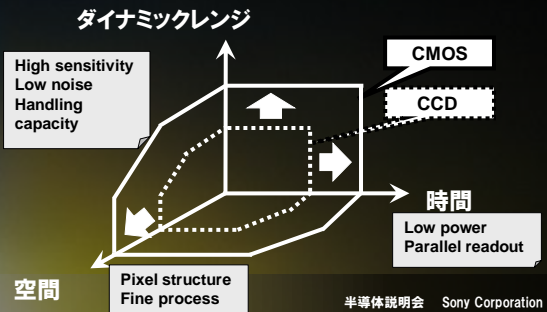 ダイナミックレンジ
High sensitivity
Low noise
Handling
capacity
CMOS
CCD
時間
Low power
Parallel readout
空間
Pixel structure
Fine process
半導体説明会 Sony Corporation